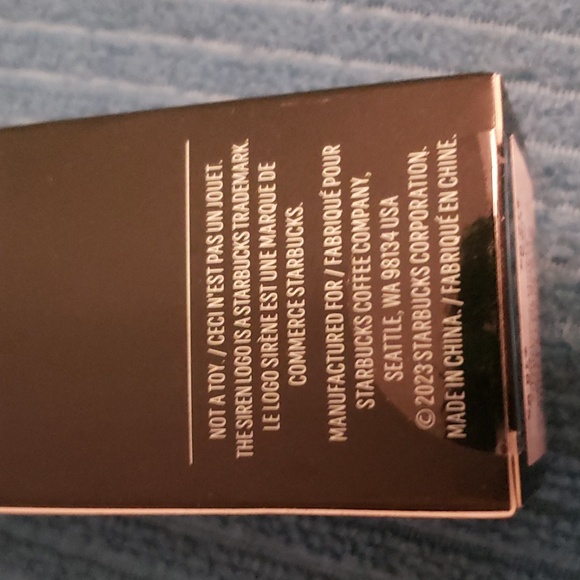 NOT A TOY. / CECI N'EST PAS UN JOUET.
THE SIREN LOGO IS A STARBUCKS TRADEMARK.
LE LOGO SIRÈNE EST UNE MARQUE DE
COMMERCE STARBUCKS.
MANUFACTURED FOR / FABRIQUÉ POUR
STARBUCKS COFFEE COMPANY,
SEATTLE, WA 98134 USA
© 2023 STARBUCKS CORPORATION.
MADE IN CHINA. / FABRIQUÉ EN CHINE.